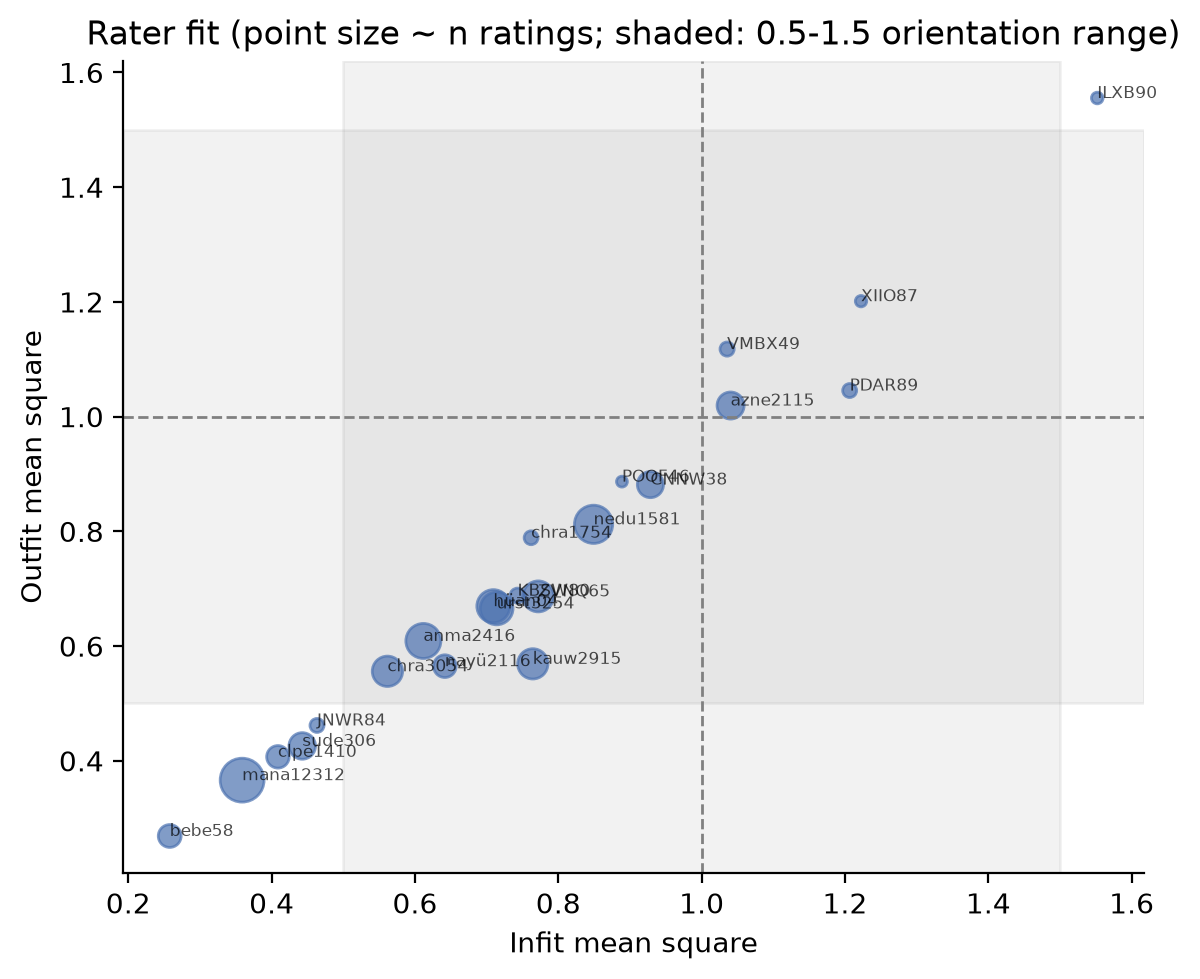 Rater fit (point size ~ n ratings; shaded: 0.5-1.5 orientation range)
1.6
ILXB90
1.4
1.2
XIIO87
VMBX49
PDAR89
azne2115
1.0
CNNW38
nedu1581
0.8
chra1754
anma2416
0.6
kauw2915
chra3054
JNWR84
sude306
clpe1410
0.4
mana12312
bebe58
Outfit mean square
0.2
0.4
0.6
0.8
1.0
1.2
1.4
1.6
Infit mean square